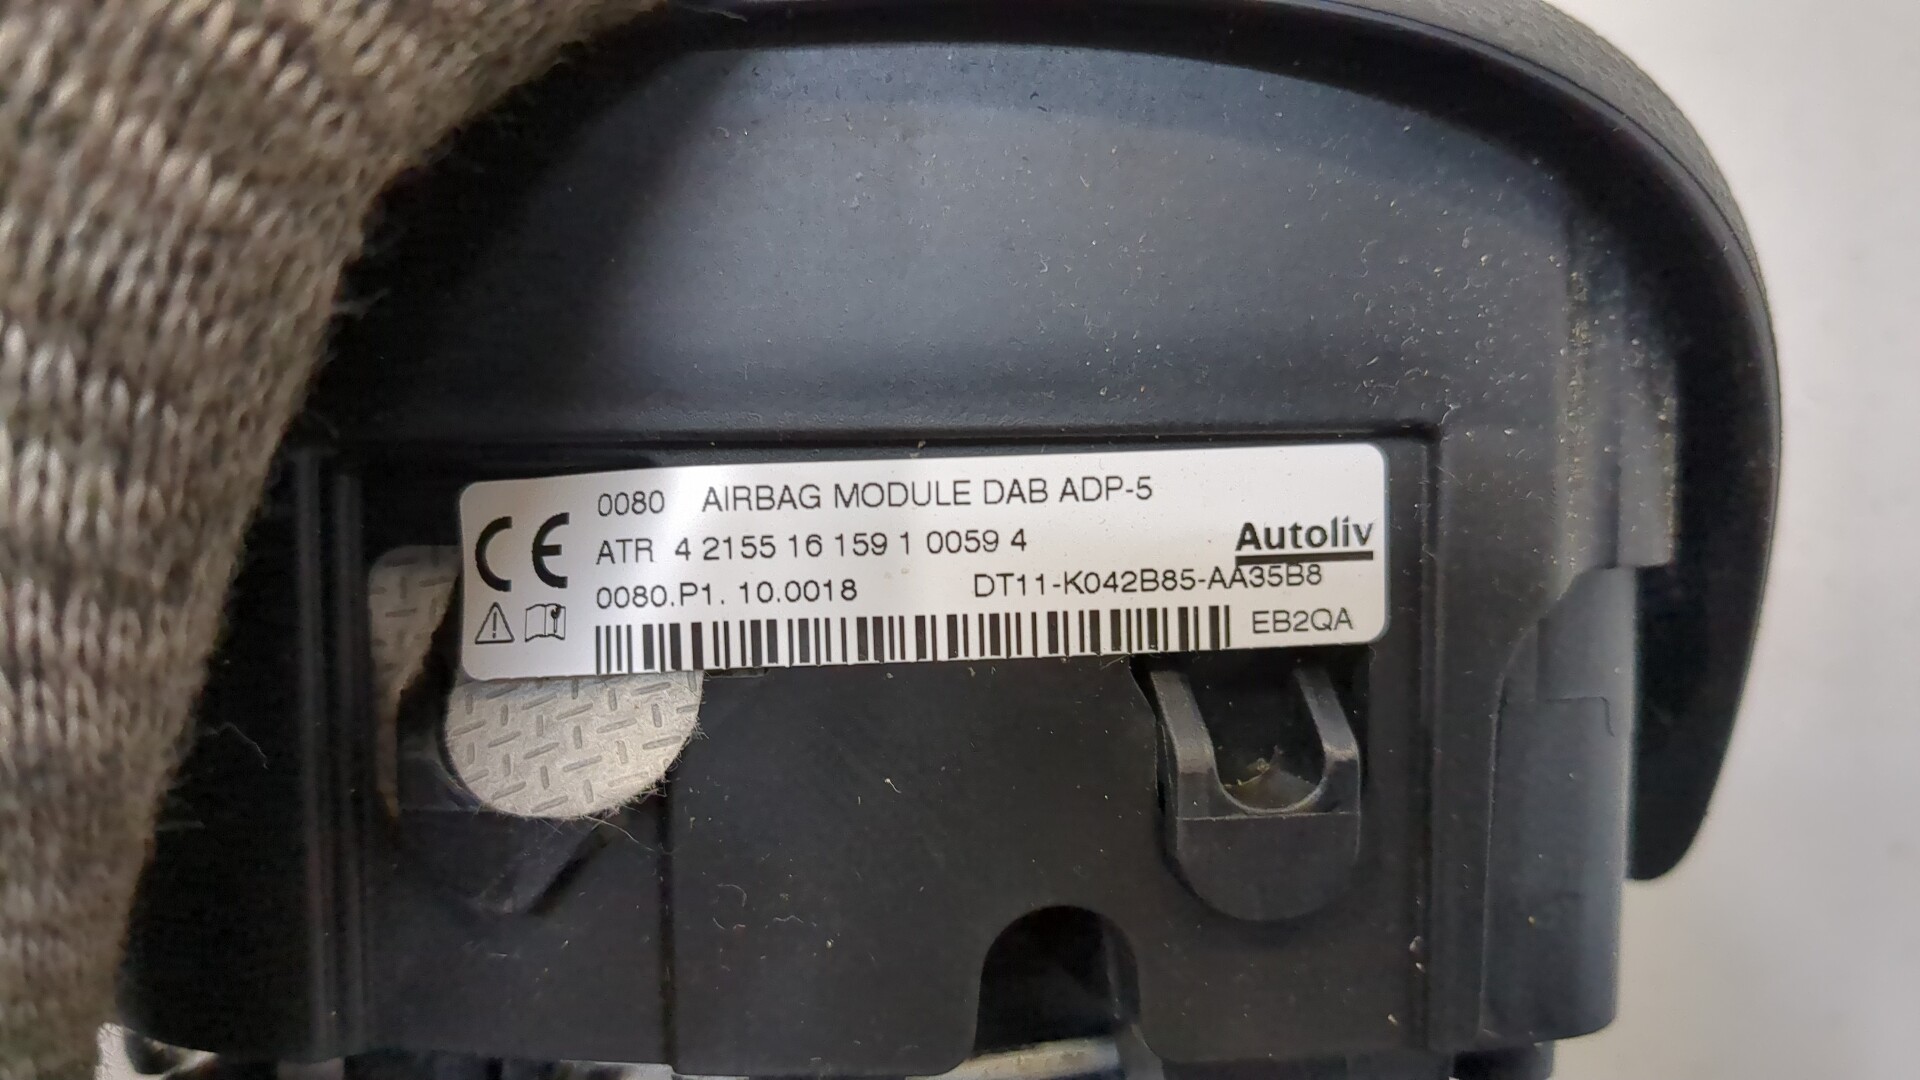 0080 AIRBAG MODULE DAB ADP-5
CE
ATR 4 2155 16 159 1 0059 4
Autoliv
0080.P1. 10.0018 DT11-K042B85-AA35B8
EB2QA